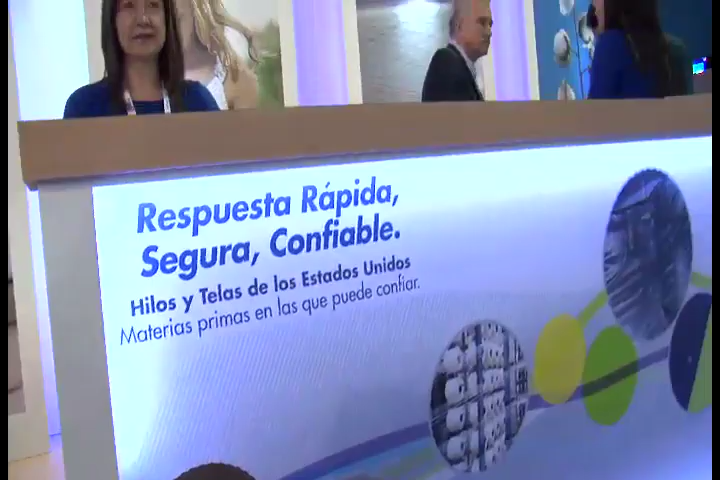 Respuesta Rápida,
Segura, Confiable.
Hilos y Telas de los Estados Unidos
Materias primas en las que puede confiar.